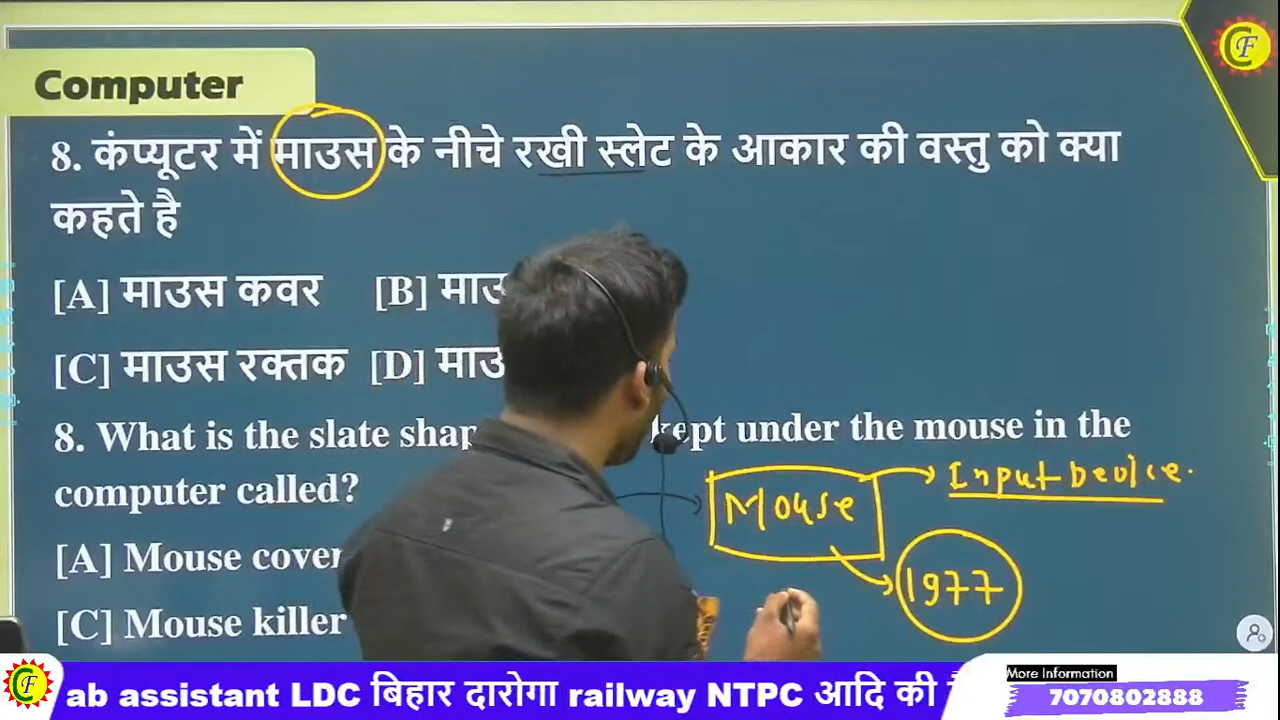 Computer
8. कंप्यूटर में माउस के नीचे रखी स्लेट के आकार की वस्तु को क्या
कहते है
[A] माउस कवर [B]
[C] माउस रक्तक [D]
8. What is the slate kept under the mouse in the
computer called?
Mouse
Input Device.
1977
[A] Mouse cover
[C] Mouse killer
ab assistant LDC बिहार दारोगा railway NTPC आदि की
More Information
7070802888